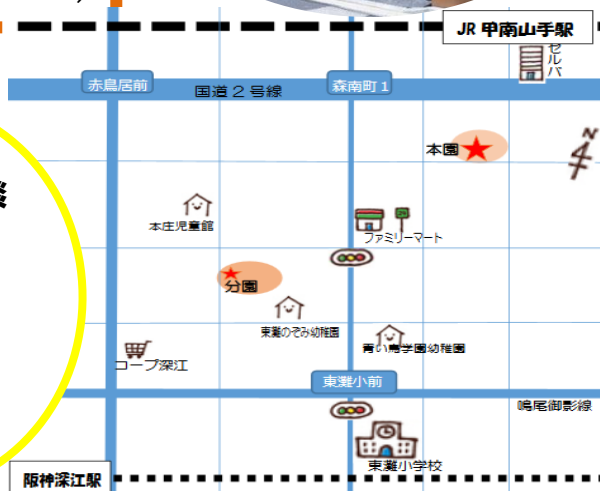 JR 甲南山手駅
セルバ
赤鳥居前
国道２号線
森南町１
本園
N
談
本庄児童館
ファミリーマート
分園
東灘のぞみ幼稚園
青い鳥学園幼稚園
コープ深江
東灘小前
鳴尾御影線
東灘小学校
阪神深江駅